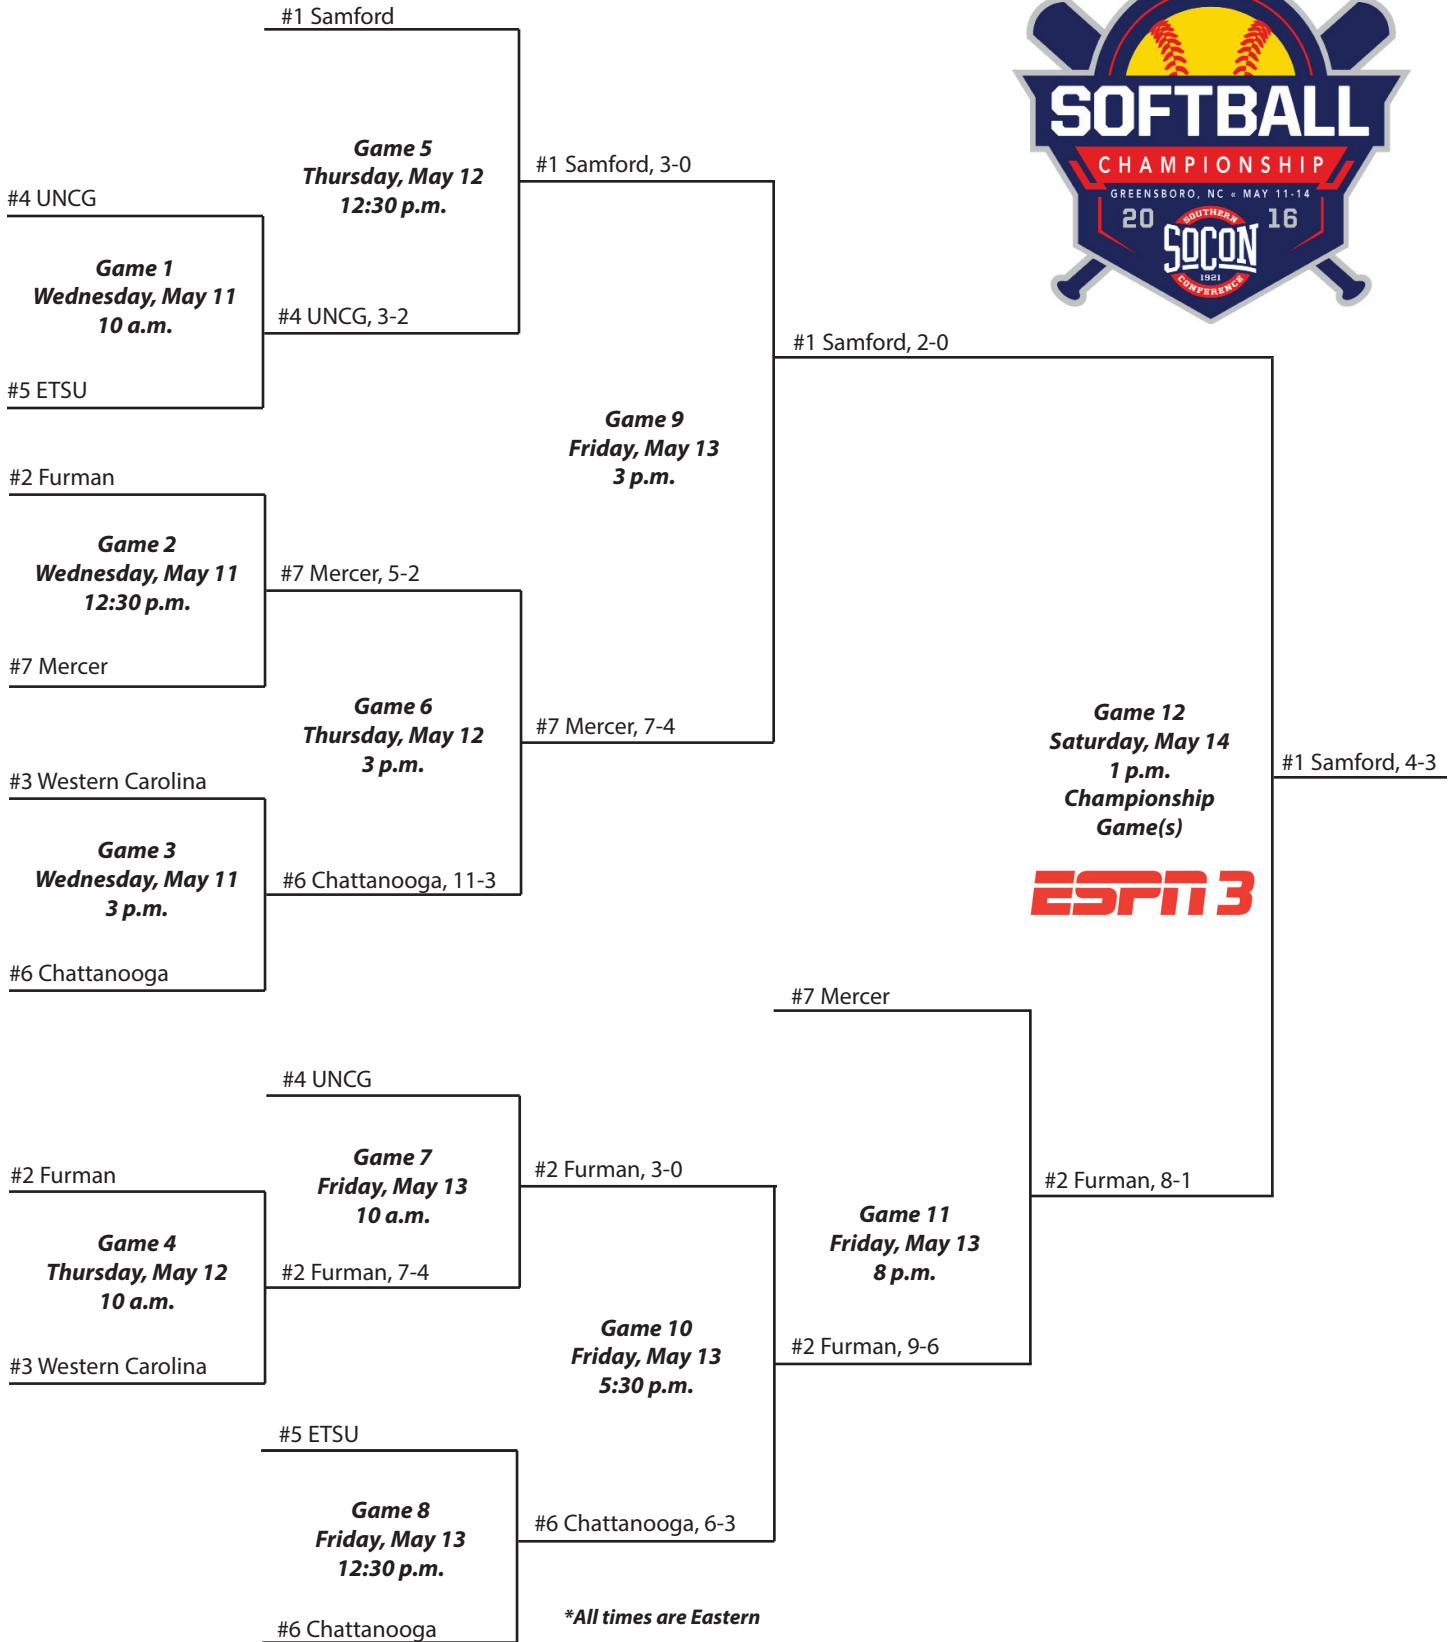 #1 Samford
SOFTBALL
CHAMPIONSHIP
GREENSBORO, NC « MAY 11-14
20 16
SOUTHERN
SOCON
1921
CONFERENCE
Game 5
Thursday, May 12
12:30 p.m.
#1 Samford, 3-0
#4 UNCG
Game 1
Wednesday, May 11
10 a.m.
#4 UNCG, 3-2
#5 ETSU
#1 Samford, 2-0
Game 9
Friday, May 13
3 p.m.
#2 Furman
Game 2
Wednesday, May 11
12:30 p.m.
#7 Mercer, 5-2
#7 Mercer
Game 6
Thursday, May 12
3 p.m.
#7 Mercer, 7-4
#3 Western Carolina
Game 3
Wednesday, May 11
3 p.m.
#6 Chattanooga, 11-3
#6 Chattanooga
Game 12
Saturday, May 14
1 p.m.
Championship
Game(s)
ESPN 3
#1 Samford, 4-3
#7 Mercer
#4 UNCG
Game 7
Friday, May 13
10 a.m.
#2 Furman, 3-0
#2 Furman
Game 4
Thursday, May 12
10 a.m.
#2 Furman, 7-4
#3 Western Carolina
Game 11
Friday, May 13
8 p.m.
#2 Furman, 8-1
Game 10
Friday, May 13
5:30 p.m.
#2 Furman, 9-6
#5 ETSU
Game 8
Friday, May 13
12:30 p.m.
#6 Chattanooga, 6-3
#6 Chattanooga
*All times are Eastern